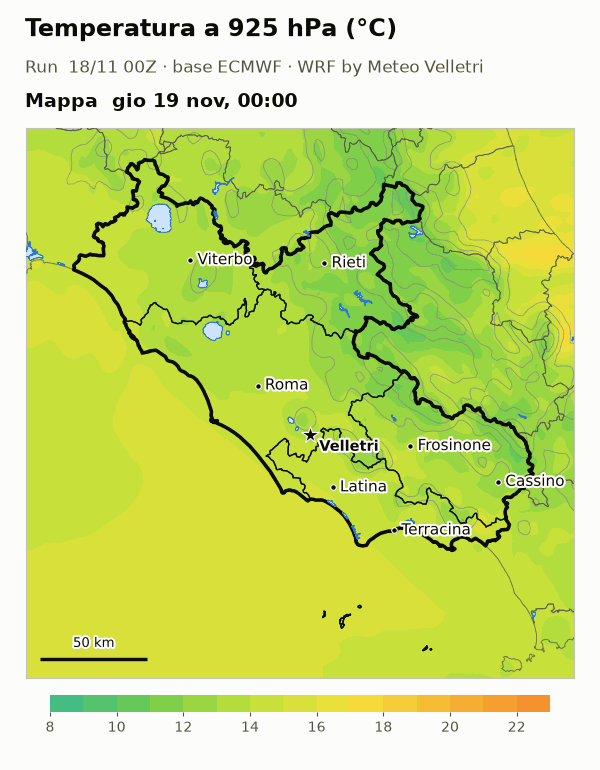 Temperatura a 925 hPa (°C)
Run  18/11 00Z · base ECMWF · WRF by Meteo Velletri
Mappa  gio 19 nov, 00:00
Viterbo
Rieti
Roma
Velletri
Frosinone
Latina
Cassino
Terracina
50 km
8 10 12 14 16 18 20 22